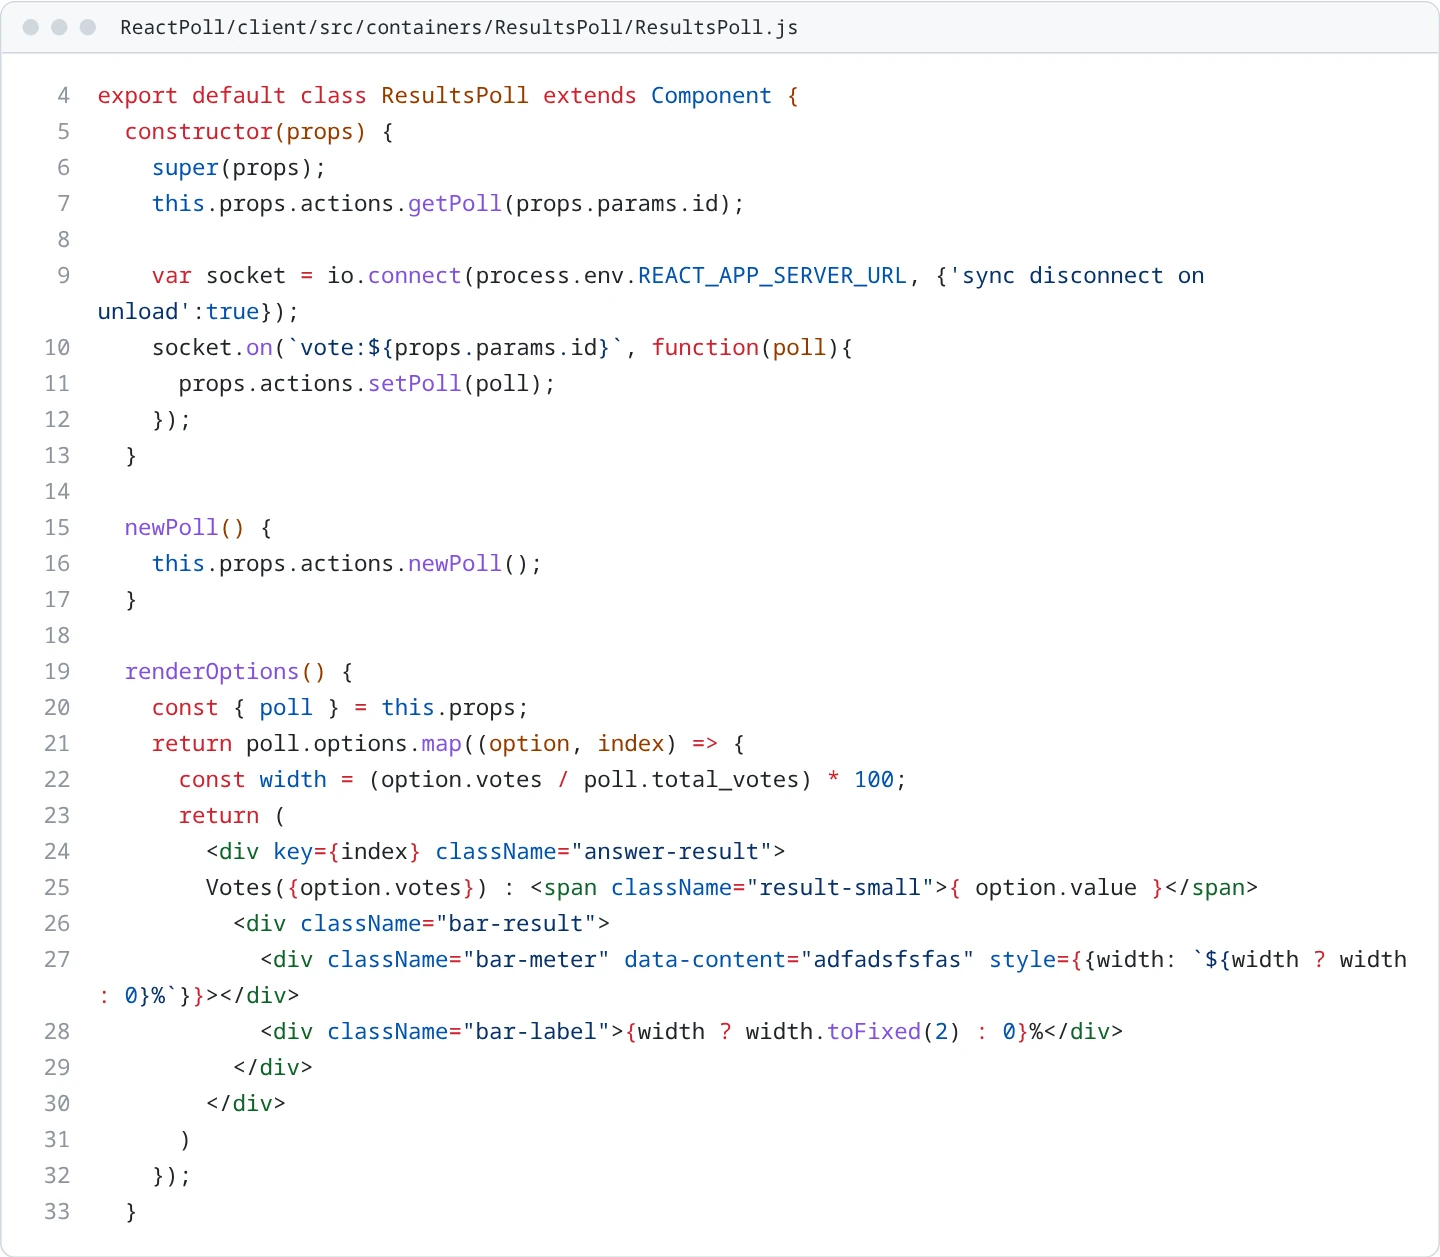 ReactPoll/client/src/containers/ResultsPoll/ResultsPoll.js
4 export default class ResultsPoll extends Component {
5   constructor(props) {
6     super(props);
7     this.props.actions.getPoll(props.params.id);
8
9     var socket = io.connect(process.env.REACT_APP_SERVER_URL, {'sync disconnect on
unload':true});
10     socket.on(`vote:${props.params.id}`, function(poll){
11       props.actions.setPoll(poll);
12     });
13   }
14
15   newPoll() {
16     this.props.actions.newPoll();
17   }
18
19   renderOptions() {
20     const { poll } = this.props;
21     return poll.options.map((option, index) => {
22       const width = (option.votes / poll.total_votes) * 100;
23       return (
24         <div key={index} className="answer-result">
25         Votes({option.votes}) : <span className="result-small">{ option.value }</span>
26           <div className="bar-result">
27             <div className="bar-meter" data-content="adfadsfsfas" style={{width: `${width ? width
: 0}%`}}></div>
28             <div className="bar-label">{width ? width.toFixed(2) : 0}%</div>
29           </div>
30         </div>
31       )
32     });
33   }